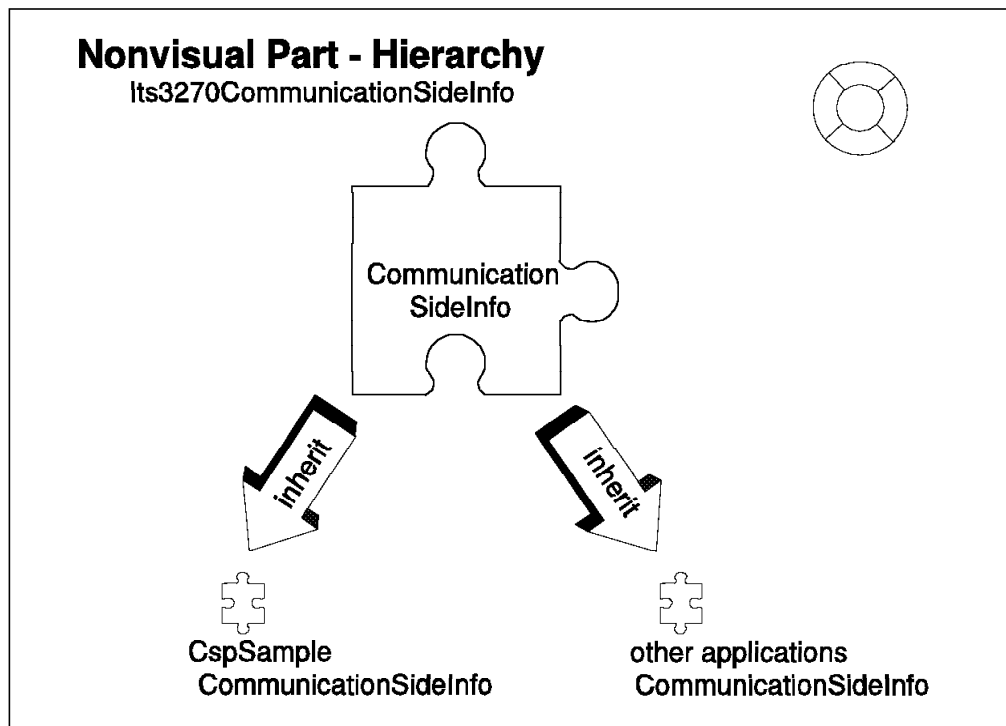 Nonvisual Part - Hierarchy
Its3270CommunicationSideInfo
Communication
SideInfo
inherit
inherit
CspSample
CommunicationSideInfo
other applications
CommunicationSideInfo